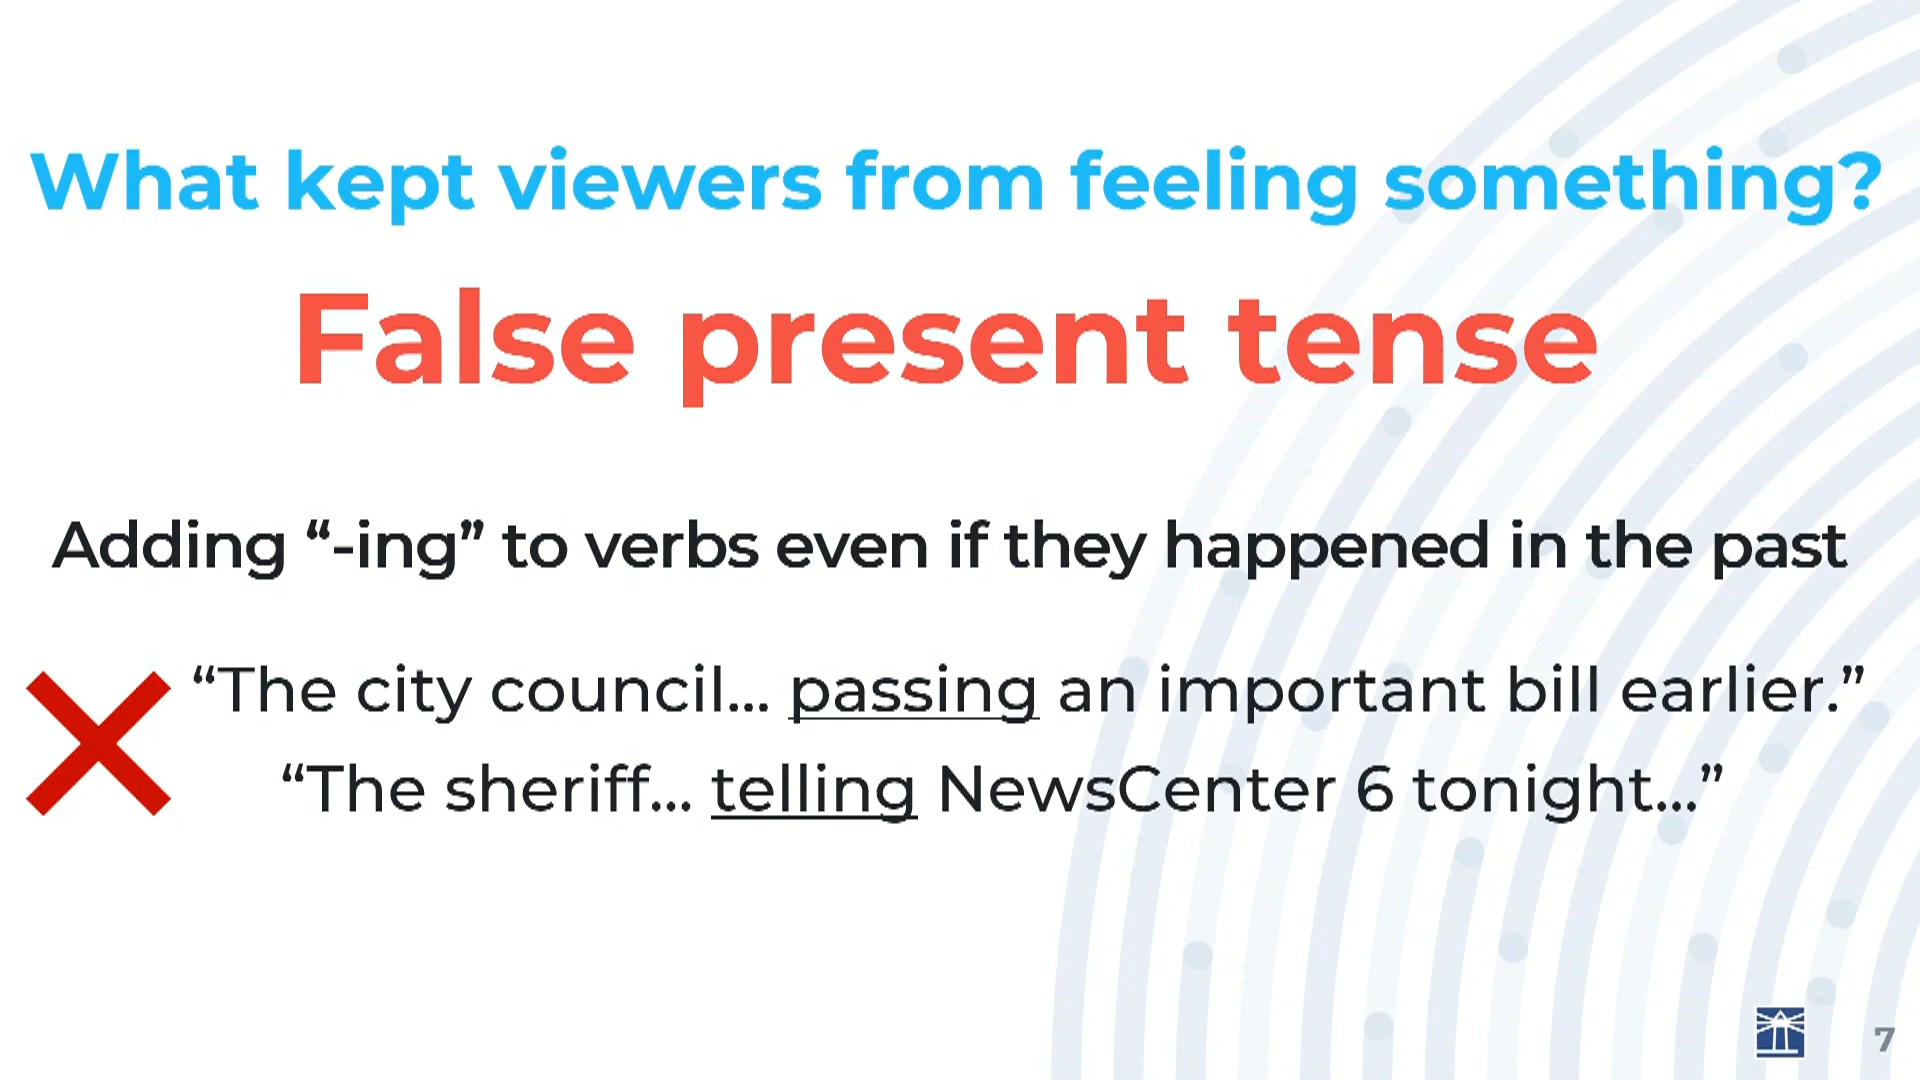 What kept viewers from feeling something?
False present tense
Adding “-ing” to verbs even if they happened in the past
“The city council... passing an important bill earlier.”
“The sheriff... telling NewsCenter 6 tonight...”
7